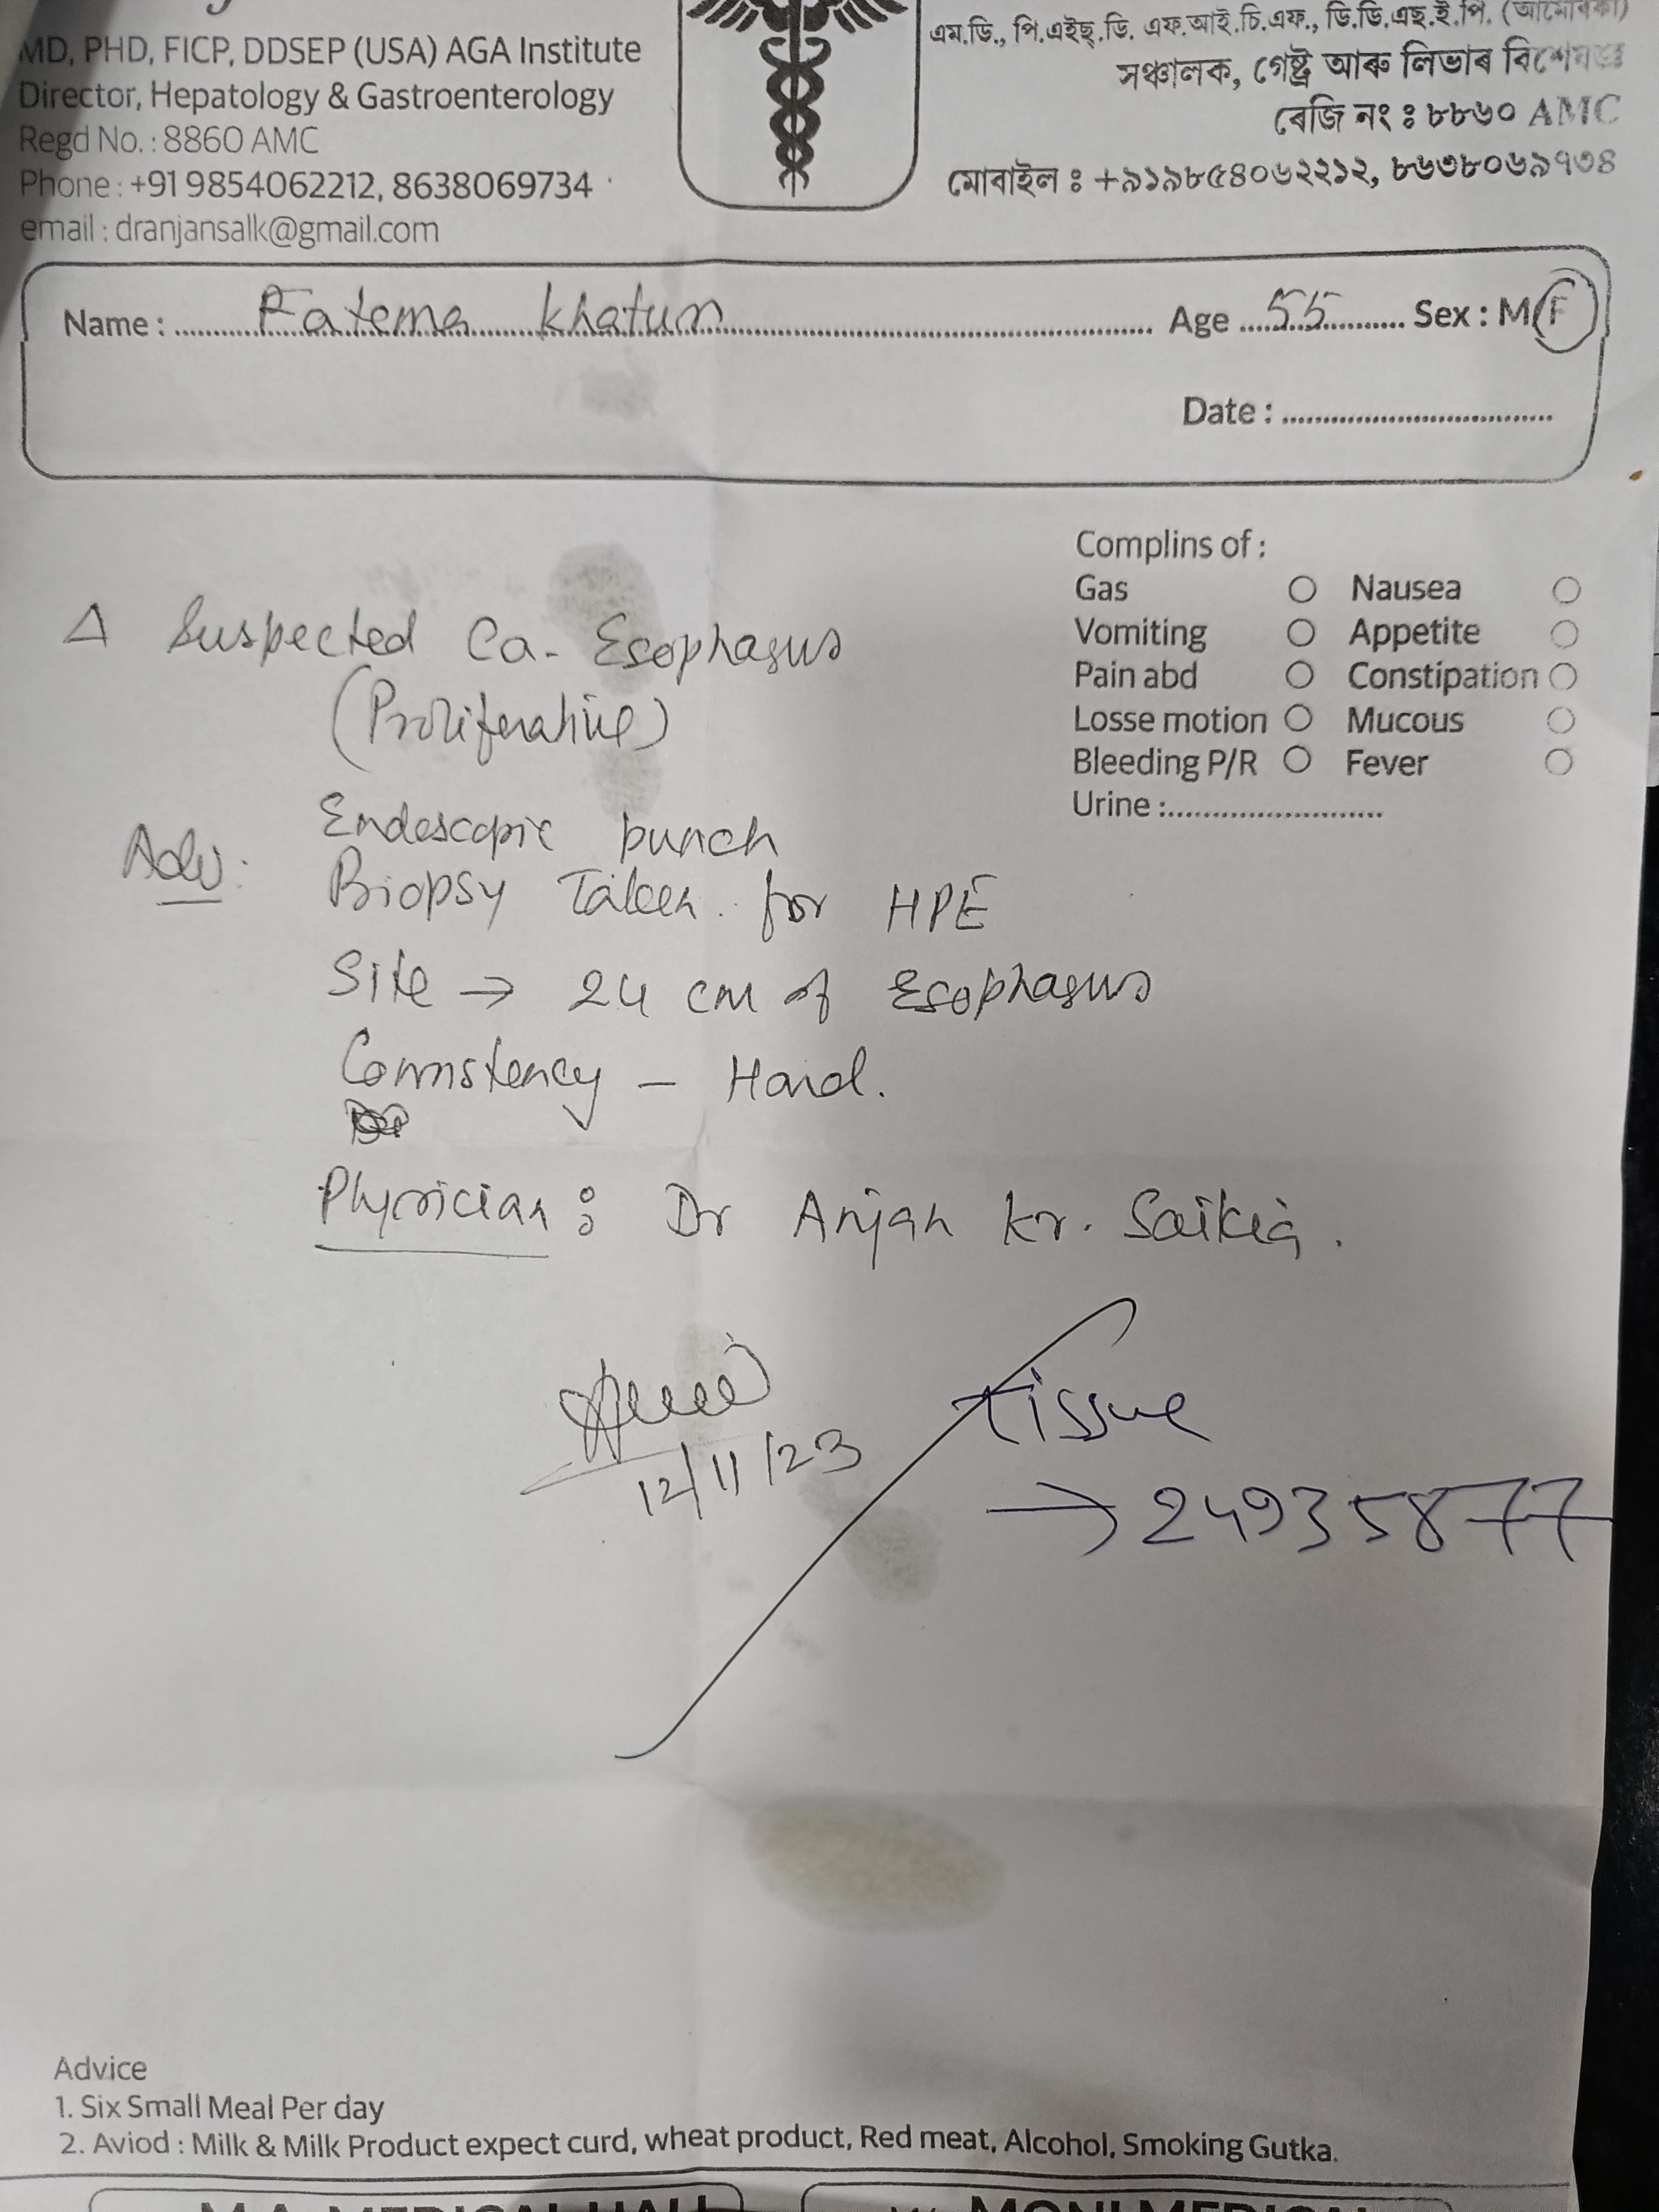 MD, PHD, FICP, DDSEP (USA) AGA Institute
Director, Hepatology & Gastroenterology
Regd No. : 8860 AMC
Phone : +91 9854062212, 8638069734
email : dranjansalk@gmail.com
এম.ডি., পি.এইছ.ডি. এফ.আই.চি.এফ., ডি.ডি.এছ.ই.পি. (আমেৰিকা)
সঞ্চালক, গেষ্ট্ৰ আৰু লিভাৰ বিশেষজ্ঞ
ৰেজি নং ঃ ৮৮৬০ AMC
মোবাইল ঃ +৯১৯৮৫৪০৬২২১২, ৮৬৩৮০৬৯৭৩৪
Name : Fatema Khatun Age 55 Sex : M/F
Date :
Complins of :
Gas Nausea
Vomiting Appetite
Pain abd Constipation
Losse motion Mucous
Bleeding P/R Fever
Urine :
Δ Suspected Ca- Esophagus
(Proliferative)
Adv: Endoscopic punch
Biopsy Taken for HPE
Site → 24 cm of Esophagus
Consistency – Hard.
Physician : Dr Anjan Kr. Saikia.
12/11/23
tissue
→ 24935877
Advice
1. Six Small Meal Per day
2. Aviod : Milk & Milk Product expect curd, wheat product, Red meat, Alcohol, Smoking Gutka.